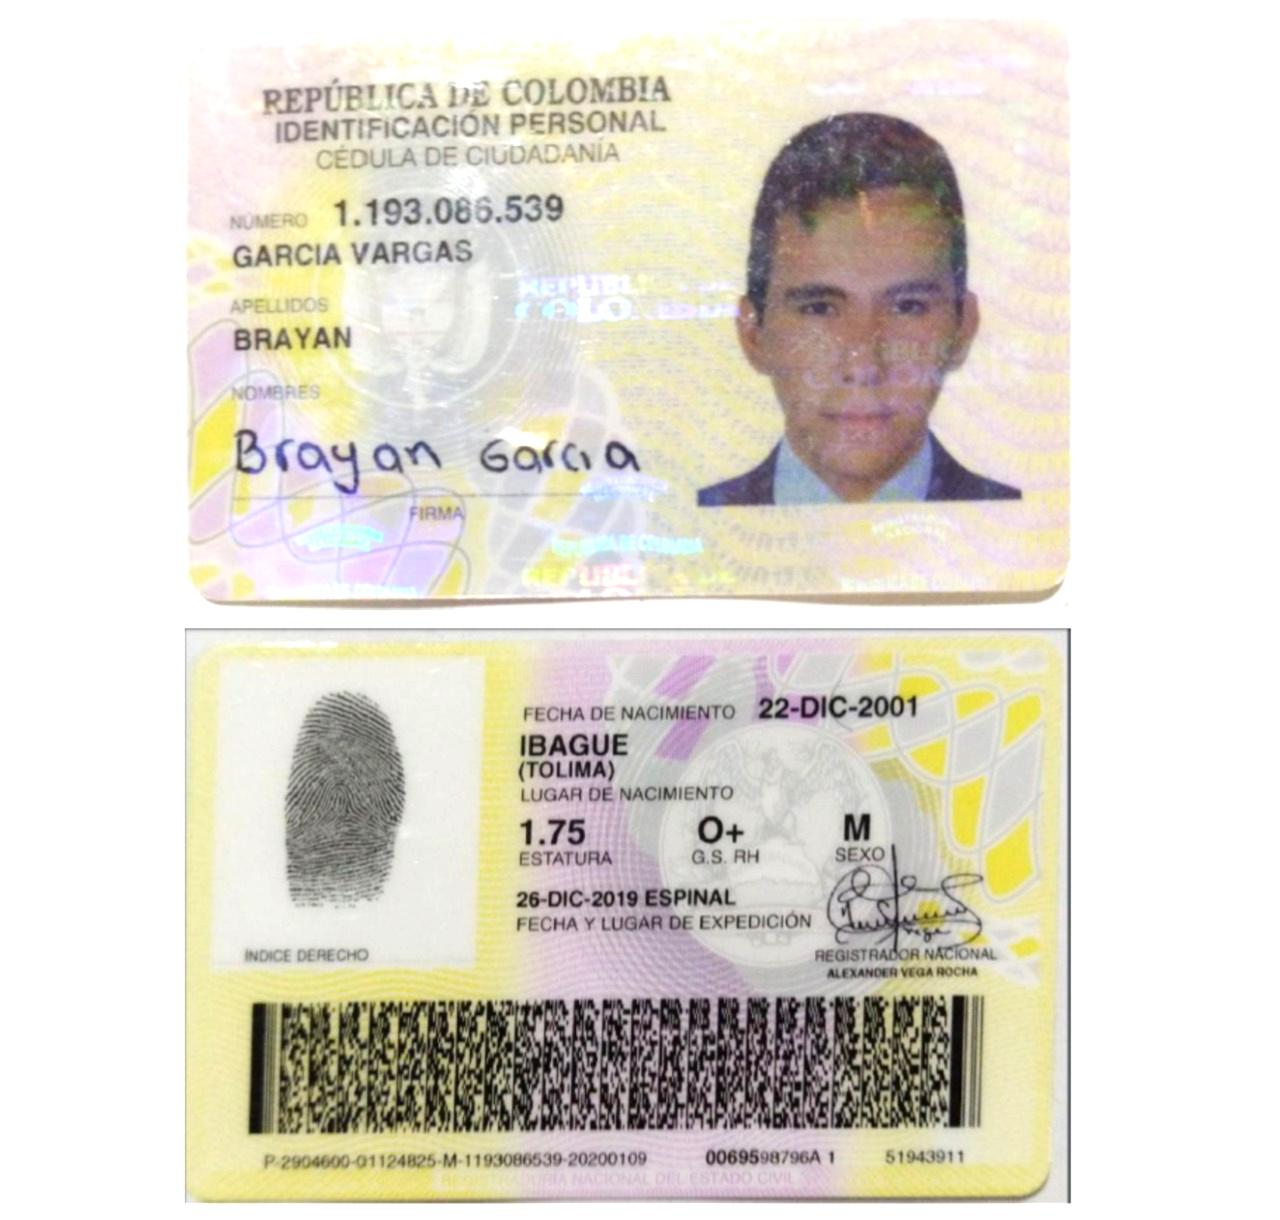 REPÚBLICA DE COLOMBIA
IDENTIFICACIÓN PERSONAL
CÉDULA DE CIUDADANÍA
NÚMERO 1.193.086.539
GARCIA VARGAS
APELLIDOS
BRAYAN
NOMBRES
Brayan Garcia
FIRMA
REPUBLICA DE COLOMBIA
FECHA DE NACIMIENTO 22-DIC-2001
IBAGUE
(TOLIMA)
LUGAR DE NACIMIENTO
1.75 O+ M
ESTATURA G.S. RH SEXO
26-DIC-2019 ESPINAL
FECHA Y LUGAR DE EXPEDICIÓN
INDICE DERECHO
REGISTRADOR NACIONAL
ALEXANDER VEGA ROCHA
P-2904600-01124825-M-1193086539-20200109 0069598796A 1 51943911
REGISTRADURIA NACIONAL DEL ESTADO CIVIL